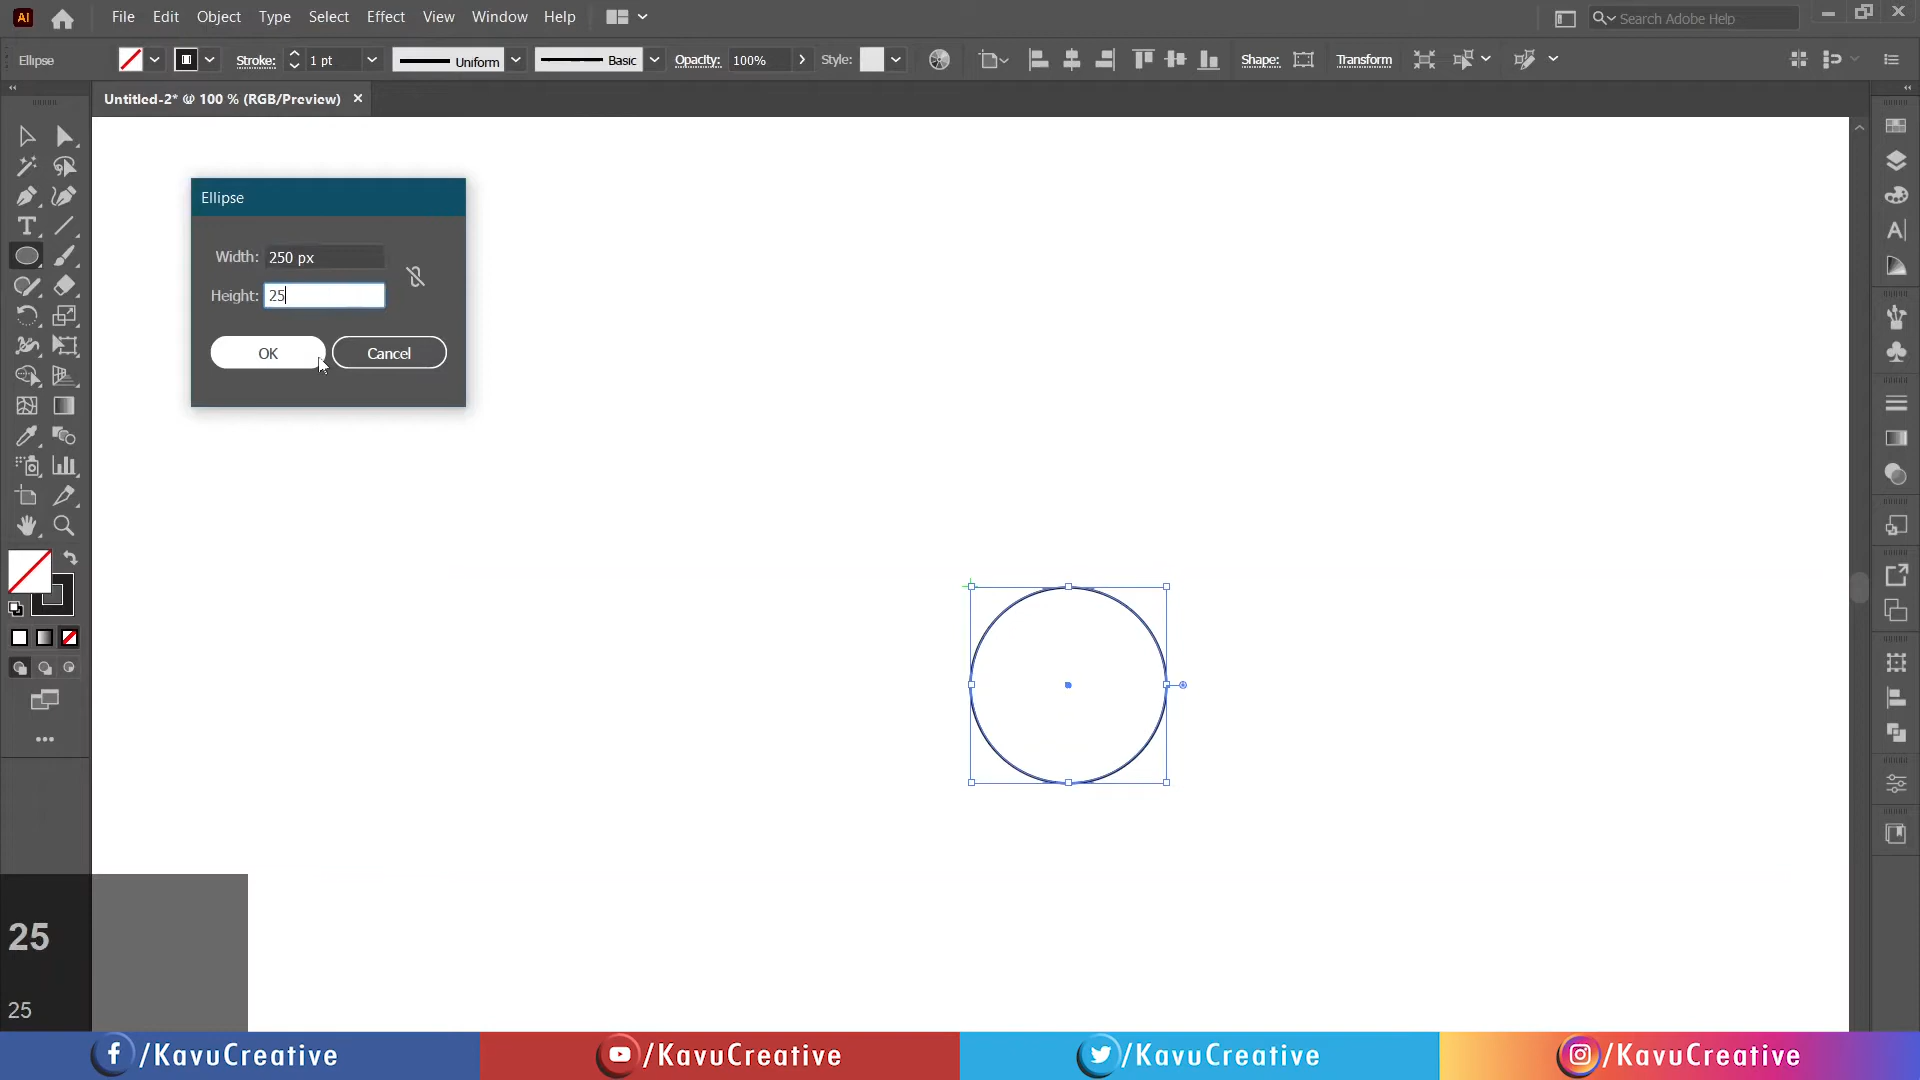 Ai File Edit Object Type Select Effect View Window Help Search Adobe Help
Ellipse Stroke: 1 pt Uniform Basic Opacity: 100% Style: Shape: Transform
Untitled-2* @ 100 % (RGB/Preview)
Ellipse
Width: 250 px
Height: 25
OK Cancel
25
25
/KavuCreative /KavuCreative /KavuCreative /KavuCreative